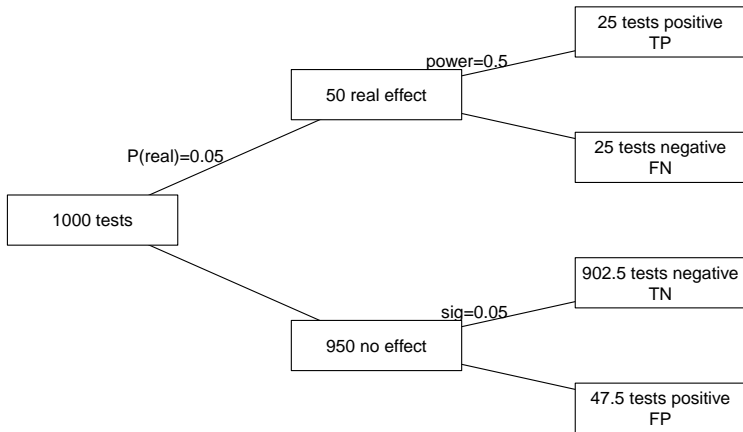 25 tests positive
TP
power=0.5
50 real effect
25 tests negative
FN
P(real)=0.05
1000 tests
902.5 tests negative
TN
sig=0.05
950 no effect
47.5 tests positive
FP